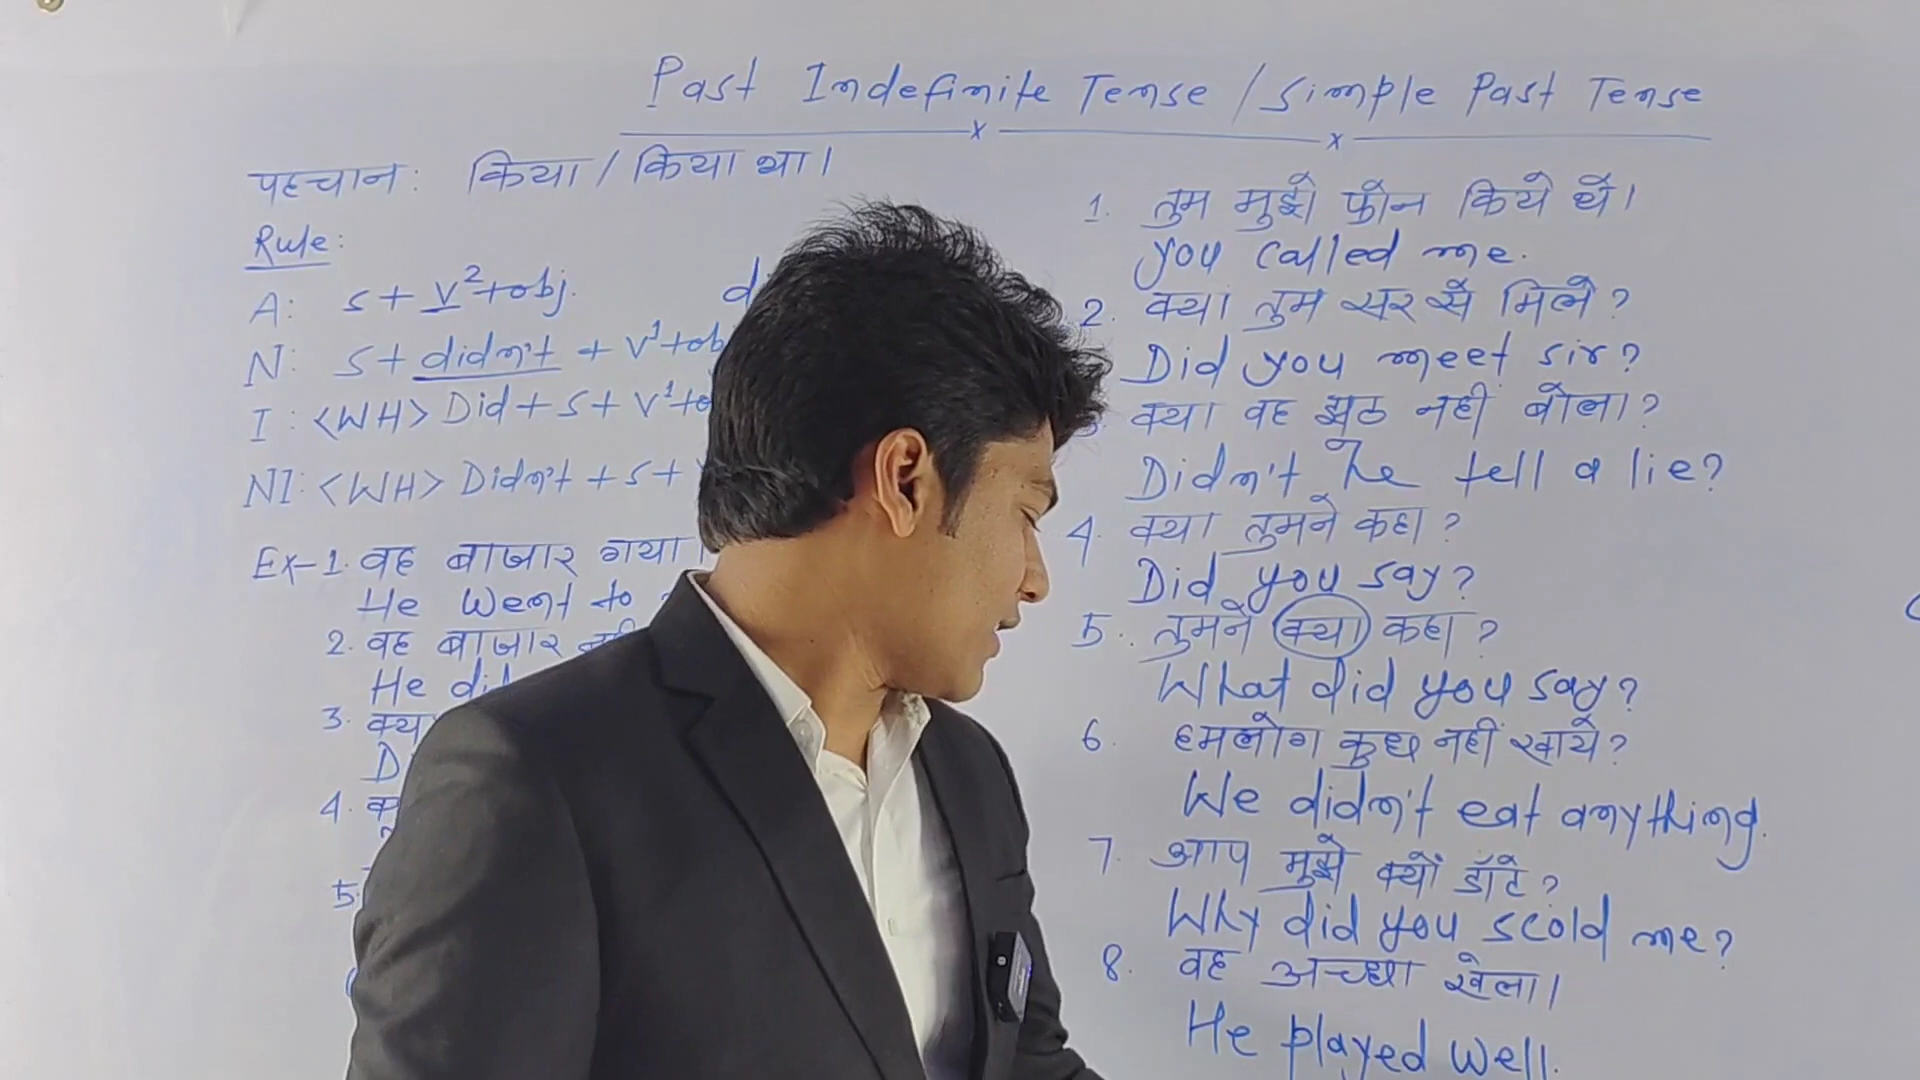 Past Indefinite Tense / Simple Past Tense
पहचान: किया / किया था।
Rule:
A: S + V² + obj.
N: S + didn't + V¹ + ob
I: <WH> Did + S + V¹ + o
NI: <WH> Didn't + S +
Ex-1. वह बाजार गया।
He went to
2. वह बाजार
He
3.
4.
5.
1. तुम मुझे फोन किये थे।
you called me.
2. क्या तुम सर से मिले?
Did you meet sir?
क्या वह झूठ नहीं बोला?
Didn't he tell a lie?
4. क्या तुमने कहा?
Did you say?
5. तुमने क्या कहा?
What did you say?
6. हमलोग कुछ नहीं खाये?
We didn't eat anything.
7. आप मुझे क्यों डाँटे?
Why did you scold me?
8. वह अच्छा खेला।
He played well.